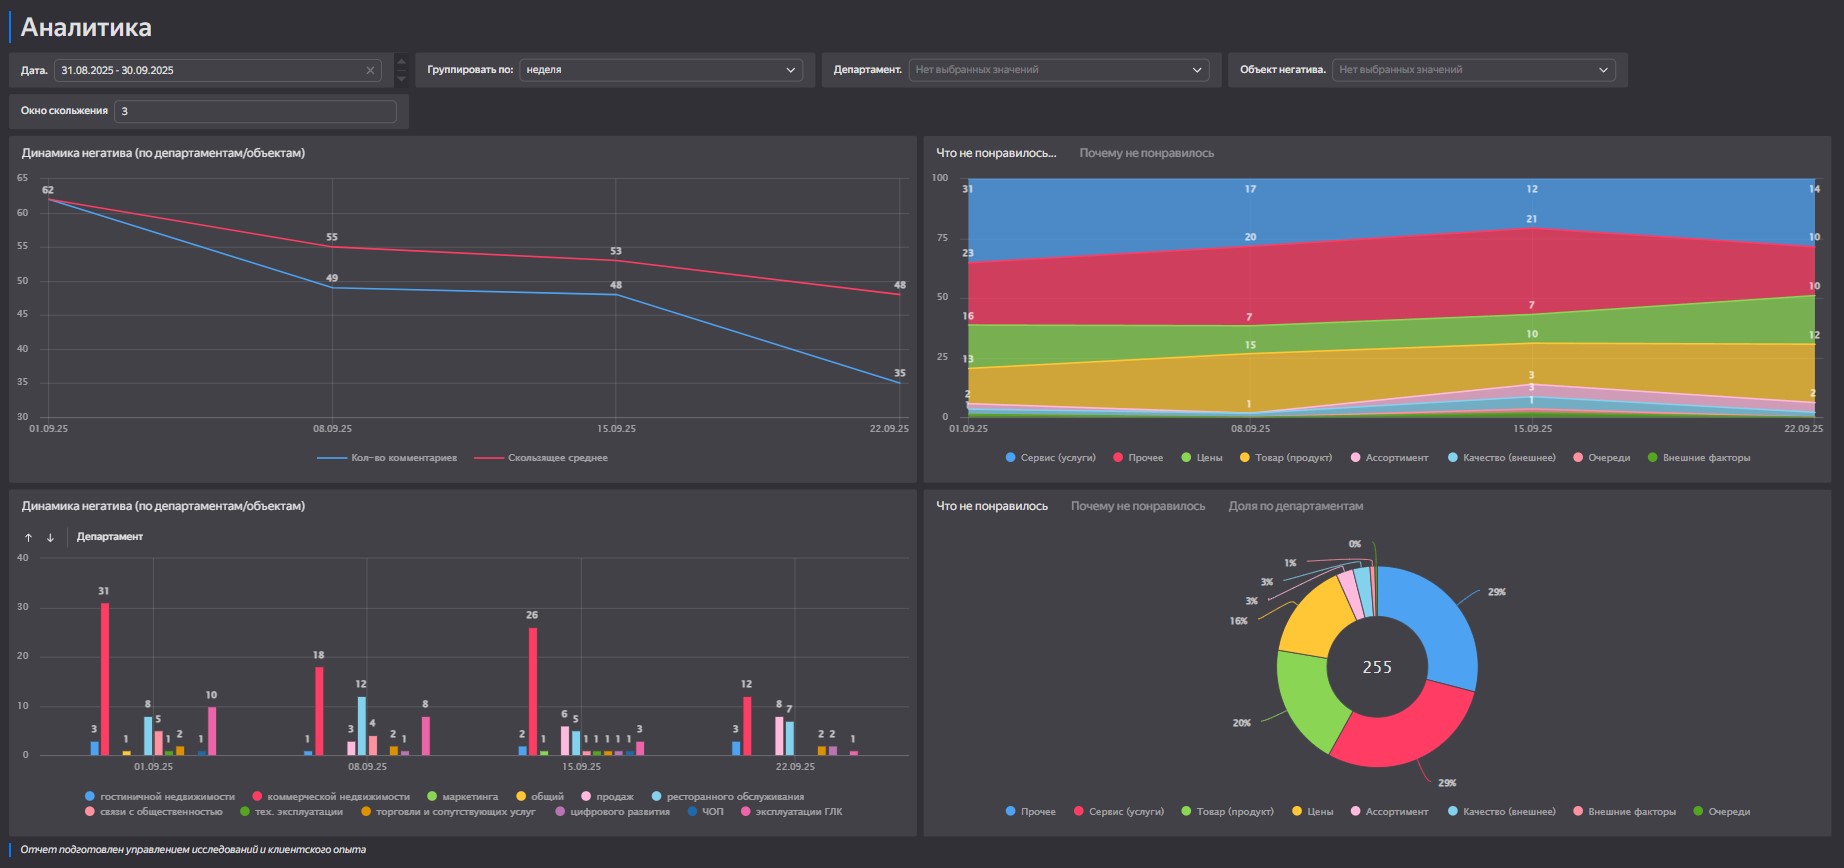 Аналитика
Дата. 31.08.2025 - 30.09.2025
Группировать по: неделя
Департамент. Нет выбранных значений
Объект негатива. Нет выбранных значений
Окно скольжения 3
Динамика негатива (по департаментам/объектам)
65
60
55
50
45
40
35
30
62
55
53
49
48
48
35
01.09.25 08.09.25 15.09.25 22.09.25
Кол-во комментариев Скользящее среднее
Что не понравилось... Почему не понравилось
100
75
50
25
0
31 17 12 14
23 20 21 10
16 7 7 10
13 15 10 12
2 1 3 2
3
1
01.09.25 08.09.25 15.09.25 22.09.25
Сервис (услуги) Прочее Цены Товар (продукт) Ассортимент Качество (внешнее) Очереди Внешние факторы
Динамика негатива (по департаментам/объектам)
↑ ↓ Департамент
40
30
20
10
0
3 31 1 8 5 1 2 1 10
1 18 3 12 4 2 1 8
2 26 1 6 5 1 1 1 1 1 3
3 12 8 7 2 2 1
01.09.25 08.09.25 15.09.25 22.09.25
гостиничной недвижимости коммерческой недвижимости маркетинга общий продаж ресторанного обслуживания
связи с общественностью тех. эксплуатации торговли и сопутствующих услуг цифрового развития ЧОП эксплуатации ГЛК
Что не понравилось Почему не понравилось Доля по департаментам
0%
1%
3%
3%
16%
20%
29%
29%
255
Прочее Сервис (услуги) Товар (продукт) Цены Ассортимент Качество (внешнее) Внешние факторы Очереди
Отчет подготовлен управлением исследований и клиентского опыта